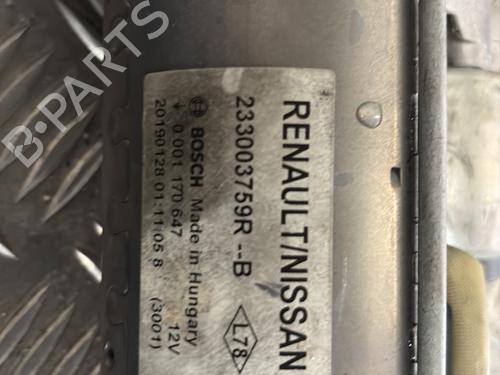 RENAULT/NISSAN
233003759R --B L78
BOSCH Made in Hungary
0 001 170 647 12V
20190128 01:11:05 8 (3001)
B-PARTS